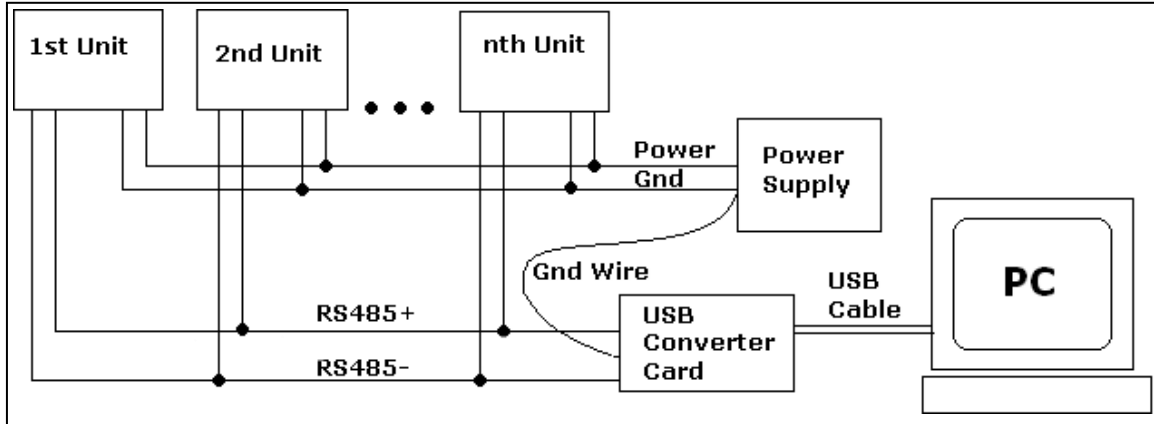 1st Unit
2nd Unit
nth Unit
Power
Gnd
Power
Supply
Gnd Wire
RS485+
RS485-
USB
Converter
Card
USB
Cable
PC